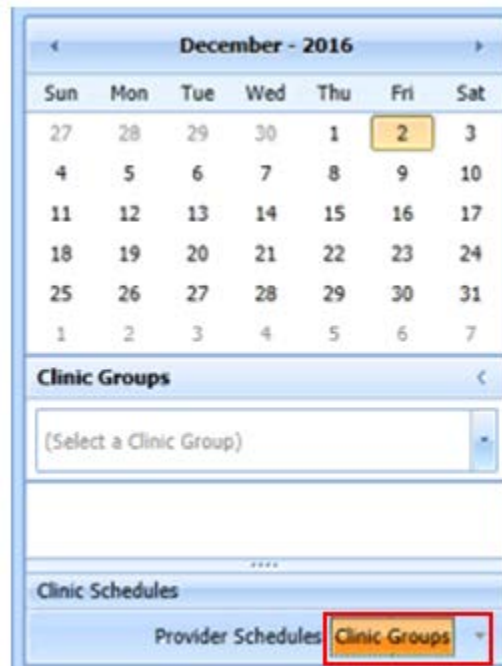 December - 2016
Sun Mon Tue Wed Thu Fri Sat
27 28 29 30 1 2 3
4 5 6 7 8 9 10
11 12 13 14 15 16 17
18 19 20 21 22 23 24
25 26 27 28 29 30 31
1 2 3 4 5 6 7
Clinic Groups
(Select a Clinic Group)
Clinic Schedules
Provider Schedules Clinic Groups